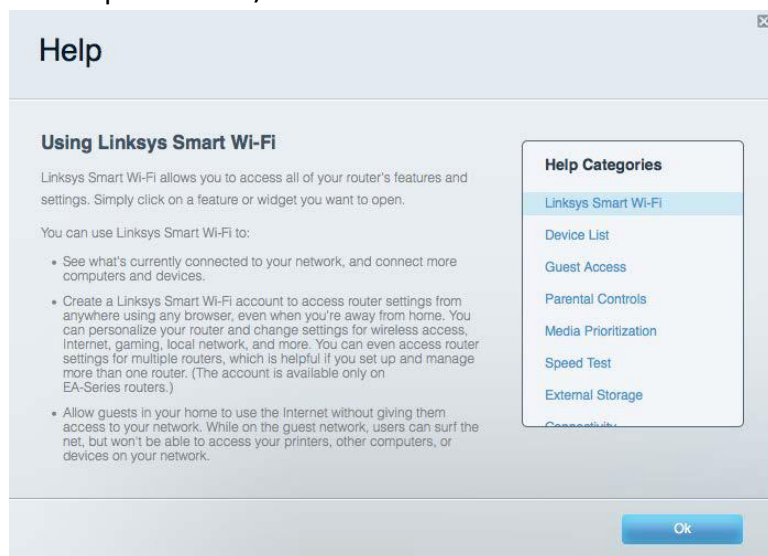 Help
Using Linksys Smart Wi-Fi
Linksys Smart Wi-Fi allows you to access all of your router's features and
settings. Simply click on a feature or widget you want to open.
You can use Linksys Smart Wi-Fi to:
• See what's currently connected to your network, and connect more
computers and devices.
• Create a Linksys Smart Wi-Fi account to access router settings from
anywhere using any browser, even when you're away from home. You
can personalize your router and change settings for wireless access,
Internet, gaming, local network, and more. You can even access router
settings for multiple routers, which is helpful if you set up and manage
more than one router. (The account is available only on
EA-Series routers.)
• Allow guests in your home to use the Internet without giving them
access to your network. While on the guest network, users can surf the
net, but won't be able to access your printers, other computers, or
devices on your network.
Help Categories
Linksys Smart Wi-Fi
Device List
Guest Access
Parental Controls
Media Prioritization
Speed Test
External Storage
Connectivity
Ok